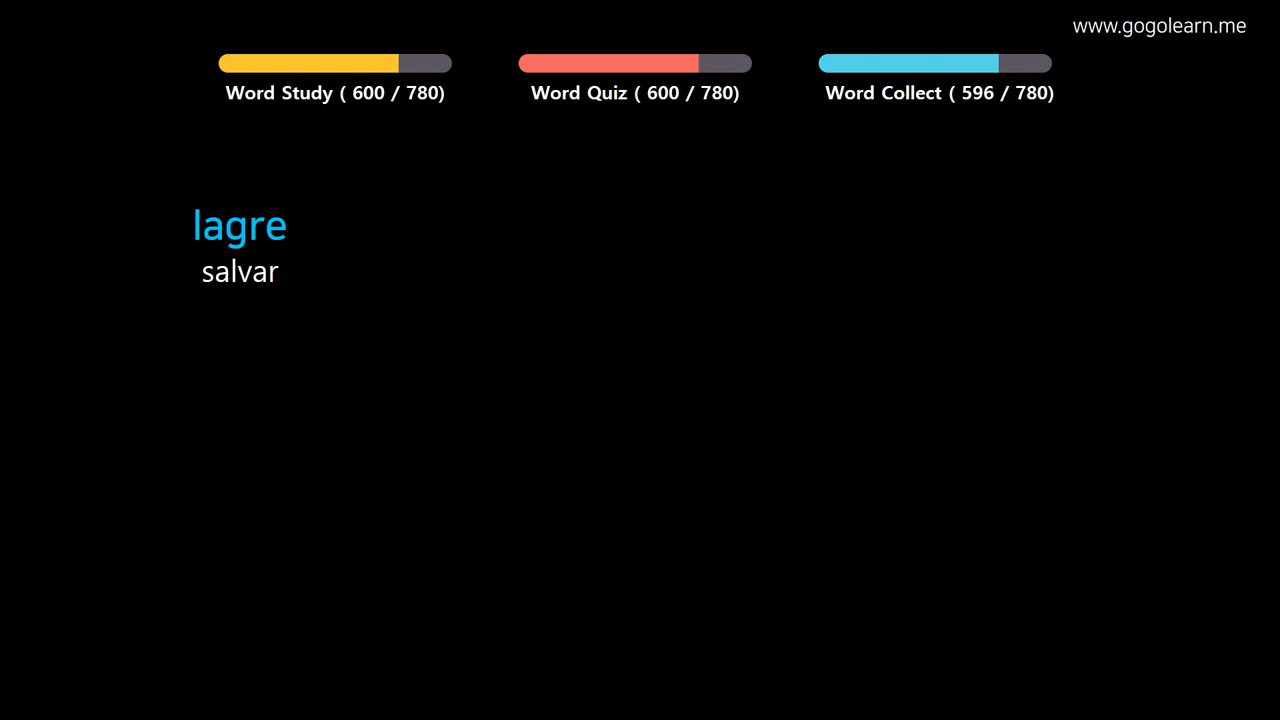 www.gogolearn.me
Word Study ( 600 / 780)
Word Quiz ( 600 / 780)
Word Collect ( 596 / 780)
lagre
salvar